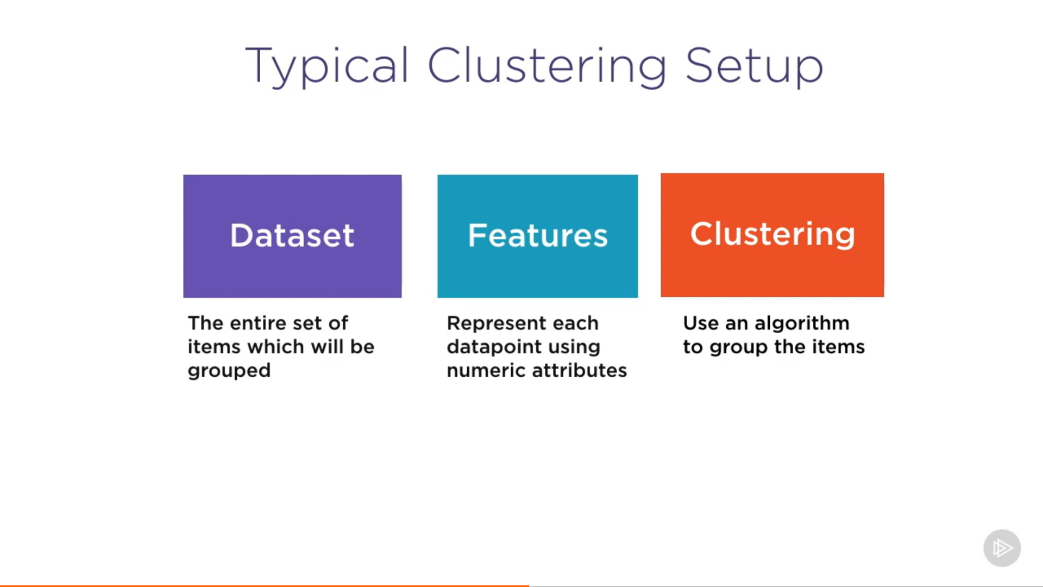 Typical Clustering Setup
Dataset
The entire set of
items which will be
grouped
Features
Represent each
datapoint using
numeric attributes
Clustering
Use an algorithm
to group the items